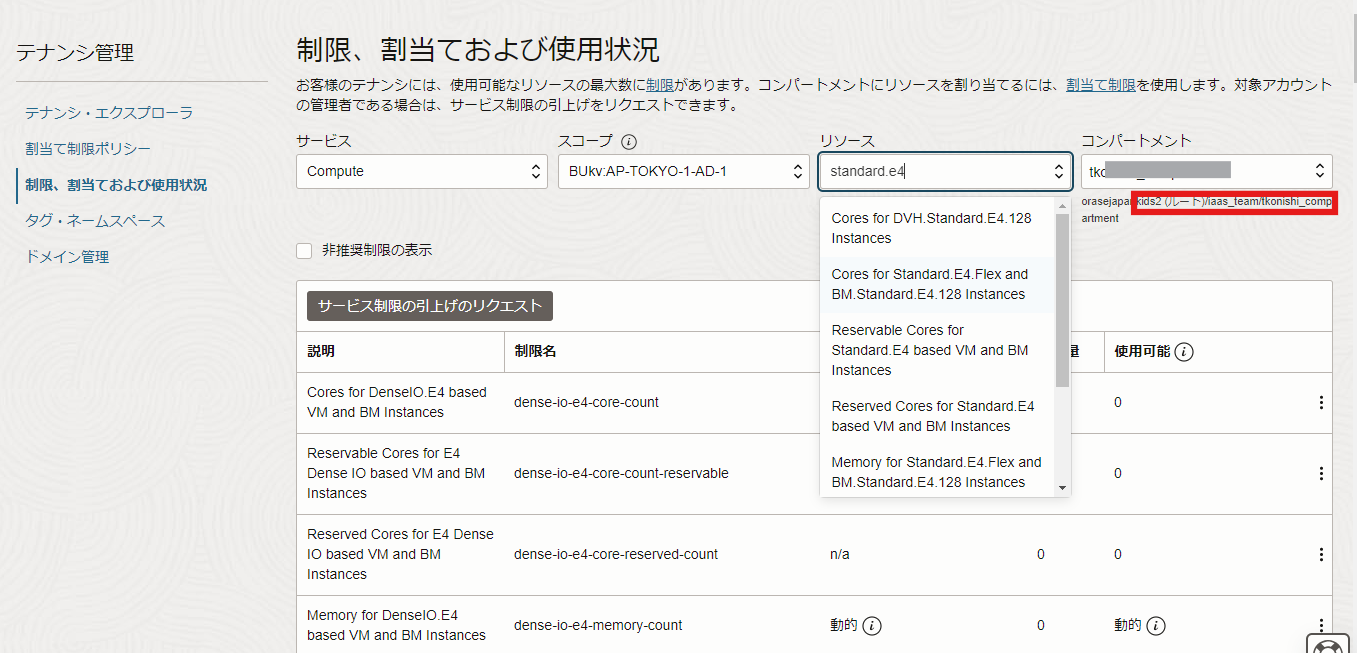 テナンシ管理
テナンシ・エクスプローラ
割当て制限ポリシー
制限、割当ておよび使用状況
タグ・ネームスペース
ドメイン管理
制限、割当ておよび使用状況
お客様のテナンシには、使用可能なリソースの最大数に制限があります。コンパートメントにリソースを割り当てるには、割当て制限を使用します。対象アカウント
の管理者である場合は、サービス制限の引上げをリクエストできます。
サービス
Compute
スコープ
BUkv:AP-TOKYO-1-AD-1
リソース
standard.e4
コンパートメント
tkc
orasejapankids2 (ルート)/iaas_team/tkonishi_comp
artment
Cores for DVH.Standard.E4.128
Instances
Cores for Standard.E4.Flex and
BM.Standard.E4.128 Instances
Reservable Cores for
Standard.E4 based VM and BM
Instances
Reserved Cores for Standard.E4
based VM and BM Instances
Memory for Standard.E4.Flex and
BM.Standard.E4.128 Instances
非推奨制限の表示
サービス制限の引上げのリクエスト
説明 制限名 量 使用可能
Cores for DenseIO.E4 based
VM and BM Instances
dense-io-e4-core-count 0
Reservable Cores for E4
Dense IO based VM and BM
Instances
dense-io-e4-core-count-reservable 0
Reserved Cores for E4 Dense
IO based VM and BM
Instances
dense-io-e4-core-reserved-count n/a 0 0
Memory for DenseIO.E4
based VM and BM Instances
dense-io-e4-memory-count 動的 0 動的